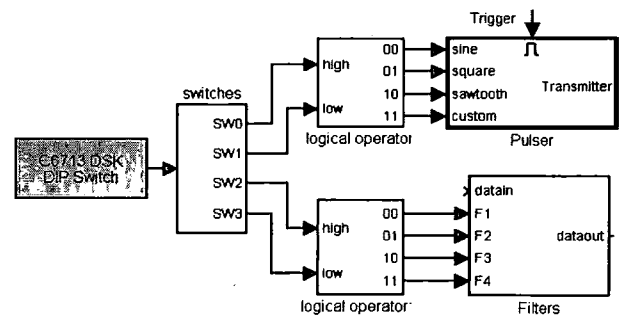 Trigger
switches
SW0
SW1
SW2
SW3
C6713 DSK
DIP Switch
high
low
00
01
10
11
logical operator
sine
square
sawtooth
custom
Transmitter
Pulser
high
low
00
01
10
11
logical operator
datain
F1
F2
F3
F4
dataout
Filters